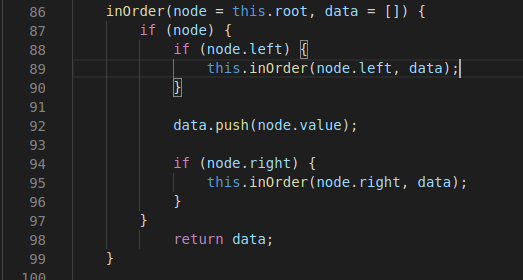 86 inOrder(node = this.root, data = []) {
87 if (node) {
88 if (node.left) {
89 this.inOrder(node.left, data);
90 }
91
92 data.push(node.value);
93
94 if (node.right) {
95 this.inOrder(node.right, data);
96 }
97 }
98 return data;
99 }
100